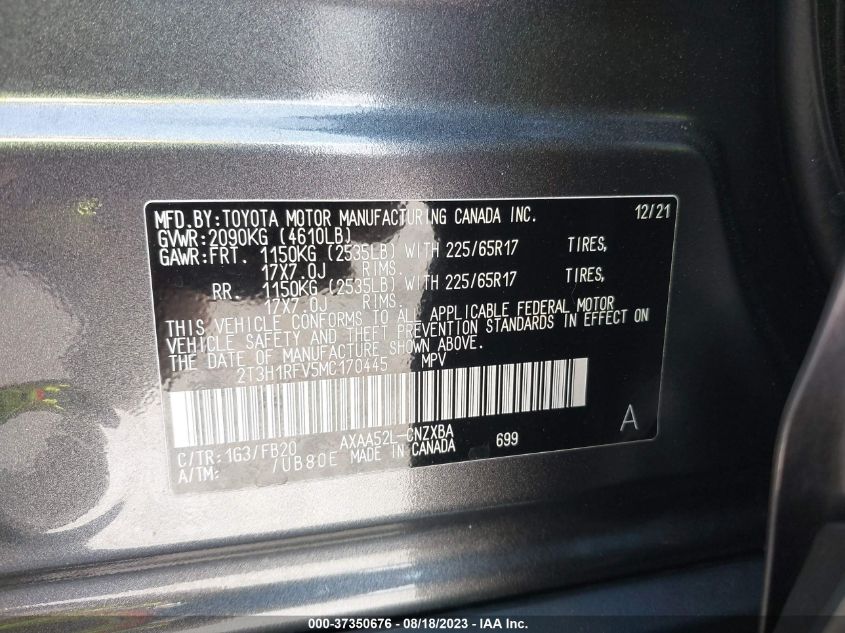 MFD.BY:TOYOTA MOTOR MANUFACTURING CANADA INC. 12/21
GVWR:2090KG (4610LB)
GAWR:FRT. 1150KG (2535LB) WITH 225/65R17 TIRES,
17X7.0J RIMS.
RR. 1150KG (2535LB) WITH 225/65R17 TIRES,
17X7.0J RIMS.
THIS VEHICLE CONFORMS TO ALL APPLICABLE FEDERAL MOTOR
VEHICLE SAFETY AND THEFT PREVENTION STANDARDS IN EFFECT ON
THE DATE OF MANUFACTURE SHOWN ABOVE.
2T3H1RFV5MC170445 MPV
C/TR:1G3/FB20 AXAA52L-CNZXBA 699 A
A/TM: /UB80E MADE IN CANADA
000-37350676 - 08/18/2023 - IAAI.com